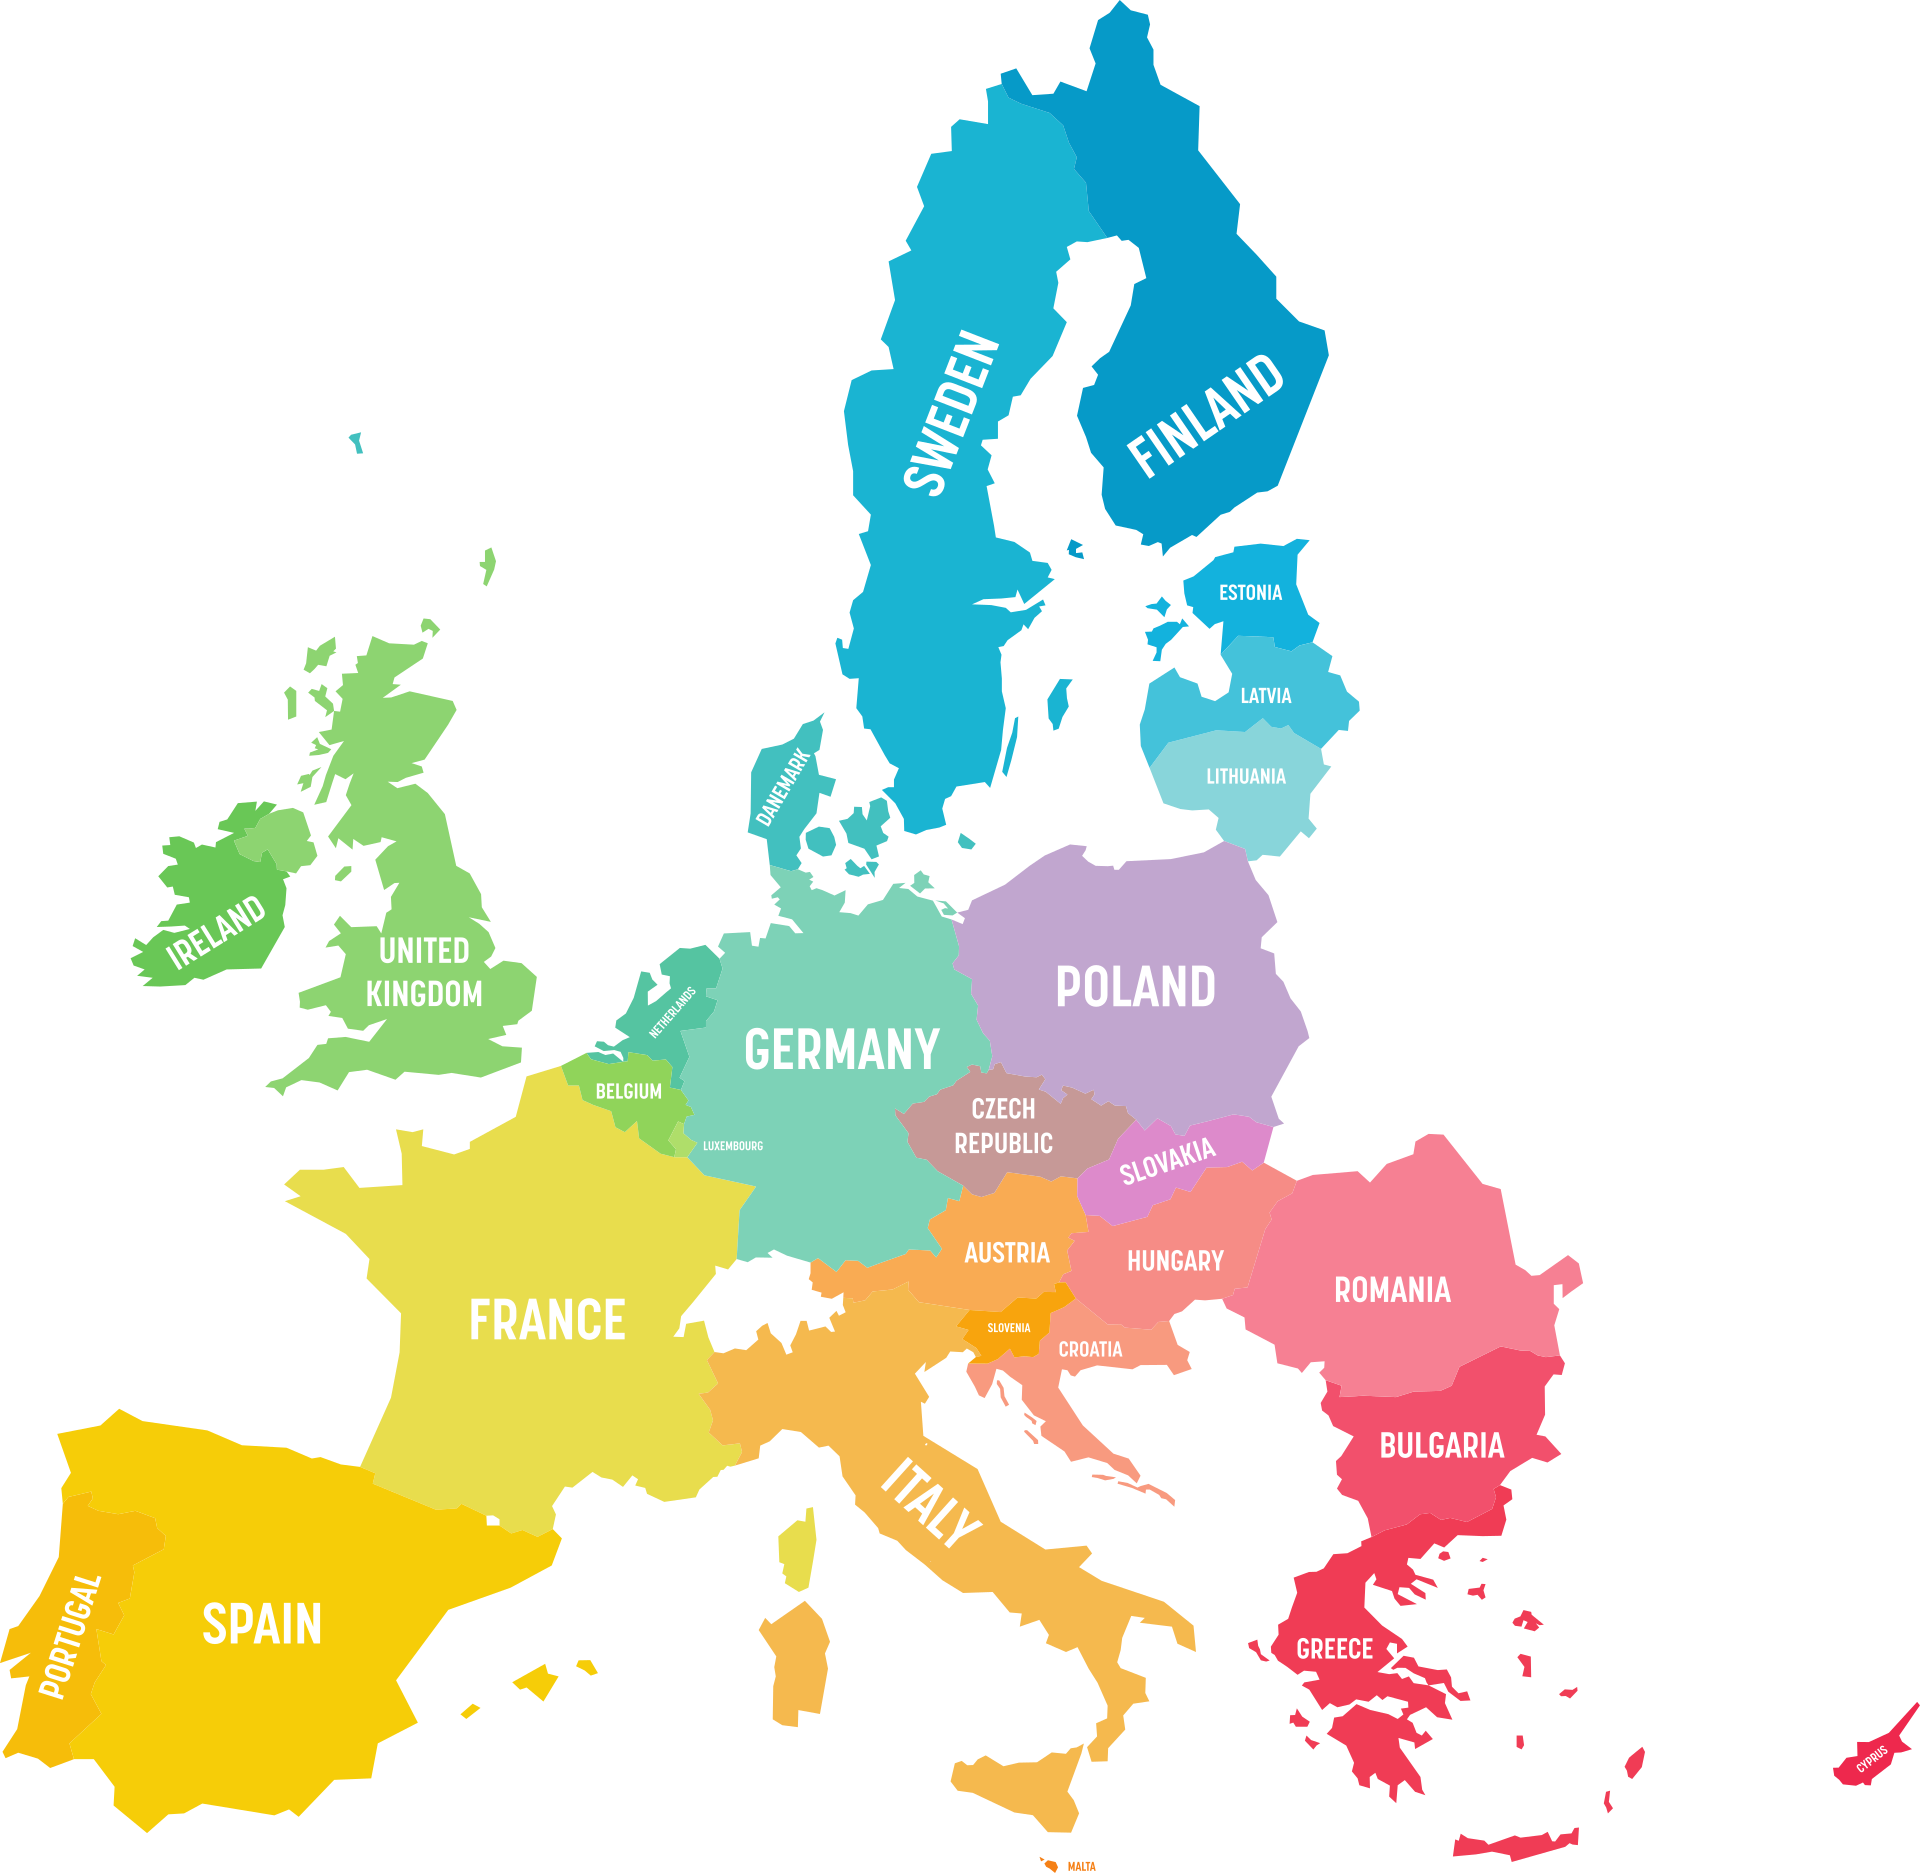 SWEDEN
FINLAND
ESTONIA
LATVIA
LITHUANIA
DANEMARK
IRELAND
UNITED
KINGDOM
NETHERLANDS
GERMANY
POLAND
BELGIUM
LUXEMBOURG
CZECH
REPUBLIC
SLOVAKIA
AUSTRIA
HUNGARY
ROMANIA
FRANCE
SLOVENIA
CROATIA
BULGARIA
ITALY
PORTUGAL
SPAIN
GREECE
CYPRUS
MALTA